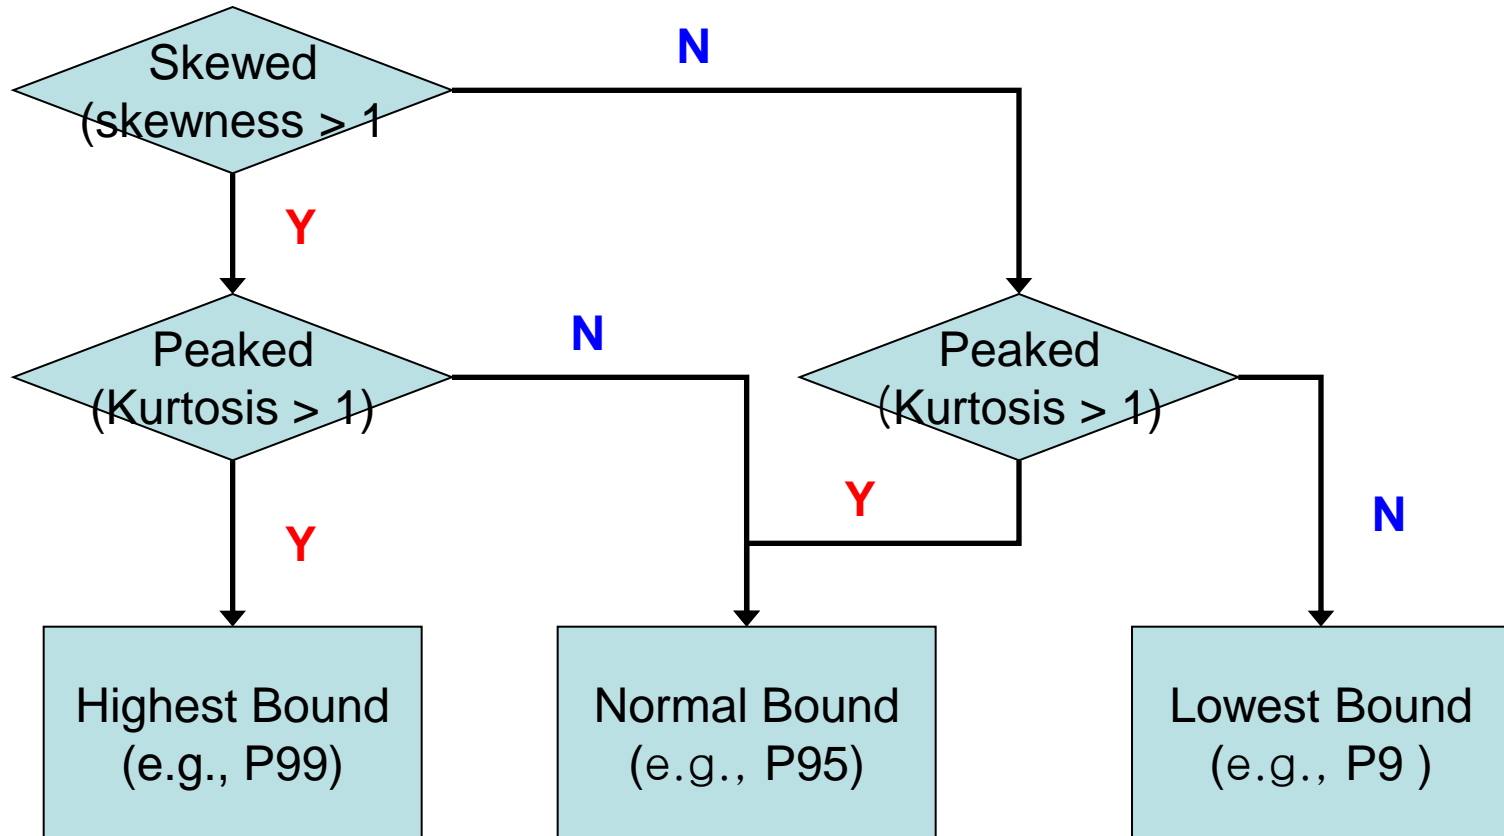 Skewed
(skewness > 1
N
Y
Peaked
(Kurtosis > 1)
N
Peaked
(Kurtosis > 1)
Y
N
Y
Highest Bound
(e.g., P99)
Normal Bound
(e.g., P95)
Lowest Bound
(e.g., P9 )